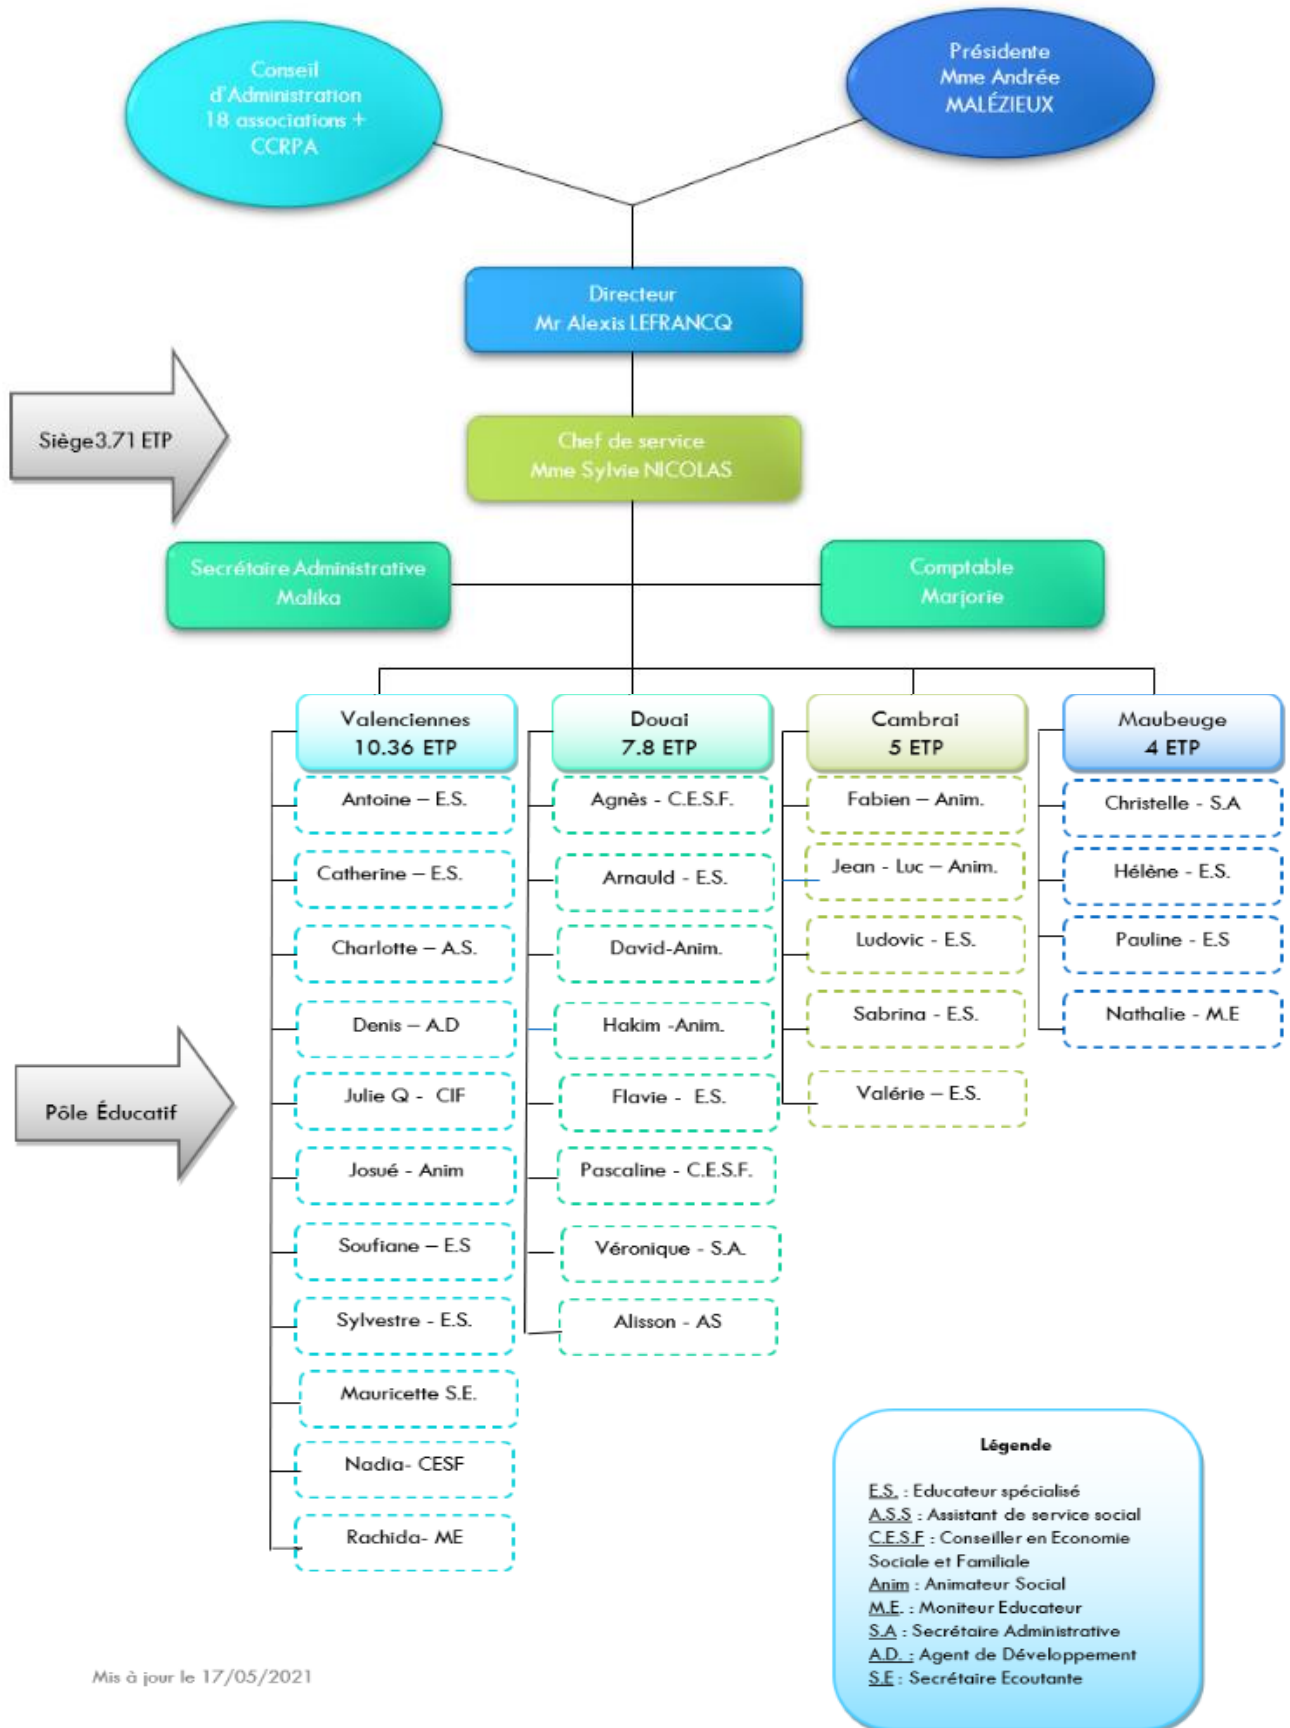 Conseil
d'Administration
18 associations +
CCRPA
Présidente
Mme Andrée
MALÉZIEUX
Directeur
Mr Alexis LEFRANCQ
Siège3.71 ETP
Chef de service
Mme Sylvie NICOLAS
Secrétaire Administrative
Malika
Comptable
Marjorie
Valenciennes
10.36 ETP
Antoine – E.S.
Catherine – E.S.
Charlotte – A.S.
Denis – A.D
Julie Q - CIF
Josué - Anim
Soufiane – E.S
Sylvestre - E.S.
Mauricette S.E.
Nadia- CESF
Rachida- ME
Douai
7.8 ETP
Agnès - C.E.S.F.
Arnauld - E.S.
David-Anim.
Hakim -Anim.
Flavie - E.S.
Pascaline - C.E.S.F.
Véronique - S.A.
Alisson - AS
Cambrai
5 ETP
Fabien – Anim.
Jean - Luc – Anim.
Ludovic - E.S.
Sabrina - E.S.
Valérie – E.S.
Maubeuge
4 ETP
Christelle - S.A
Hélène - E.S.
Pauline - E.S
Nathalie - M.E
Pôle Éducatif
Légende
E.S. : Educateur spécialisé
A.S.S : Assistant de service social
C.E.S.F : Conseiller en Economie
Sociale et Familiale
Anim : Animateur Social
M.E. : Moniteur Educateur
S.A : Secrétaire Administrative
A.D. : Agent de Développement
S.E : Secrétaire Ecoutante
Mis à jour le 17/05/2021